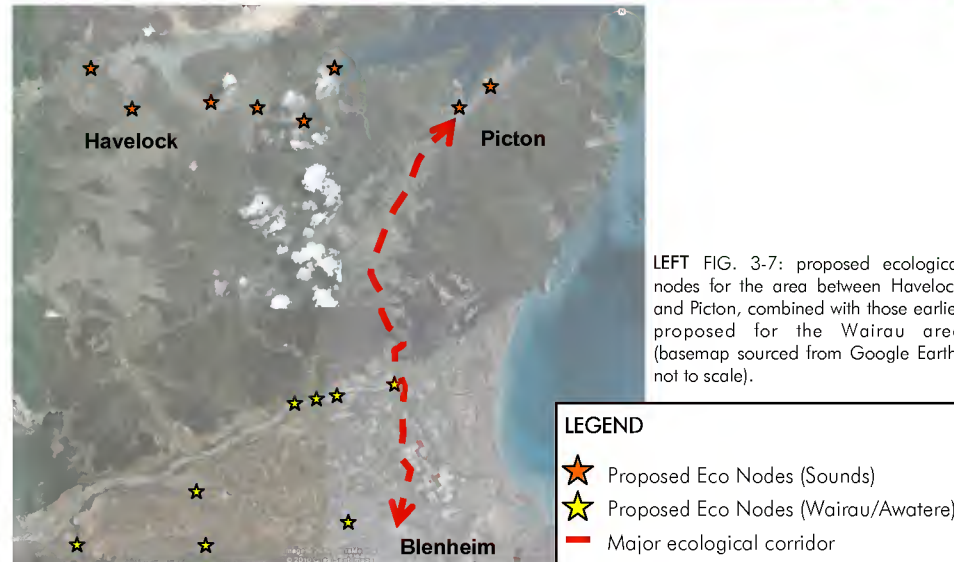 N
Havelock
Picton
LEFT FIG. 3-7: proposed ecologica
nodes for the area between Haveloc
and Picton, combined with those earlie
proposed for the Wairau are
(basemap sourced from Google Earth
not to scale).
LEGEND
Proposed Eco Nodes (Sounds)
Proposed Eco Nodes (Wairau/Awatere)
Major ecological corridor
Blenheim